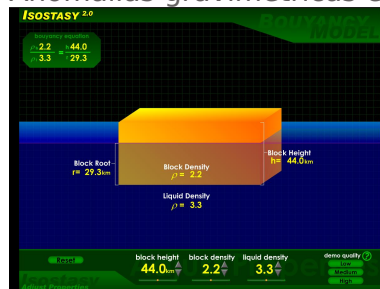 ISOSTASY 2.0
BOUYANCY
MODEL
bouyancy equation
ρb 2.2 = h 44.0
ρl 3.3 r 29.3
Block Root
r= 29.3km
Block Density
ρ = 2.2
Block Height
h= 44.0km
Liquid Density
ρ = 3.3
Reset
block height
44.0km
block density
2.2
liquid density
3.3
demo quality ?
Low
Medium
High
Isostasy
Adjust Properties